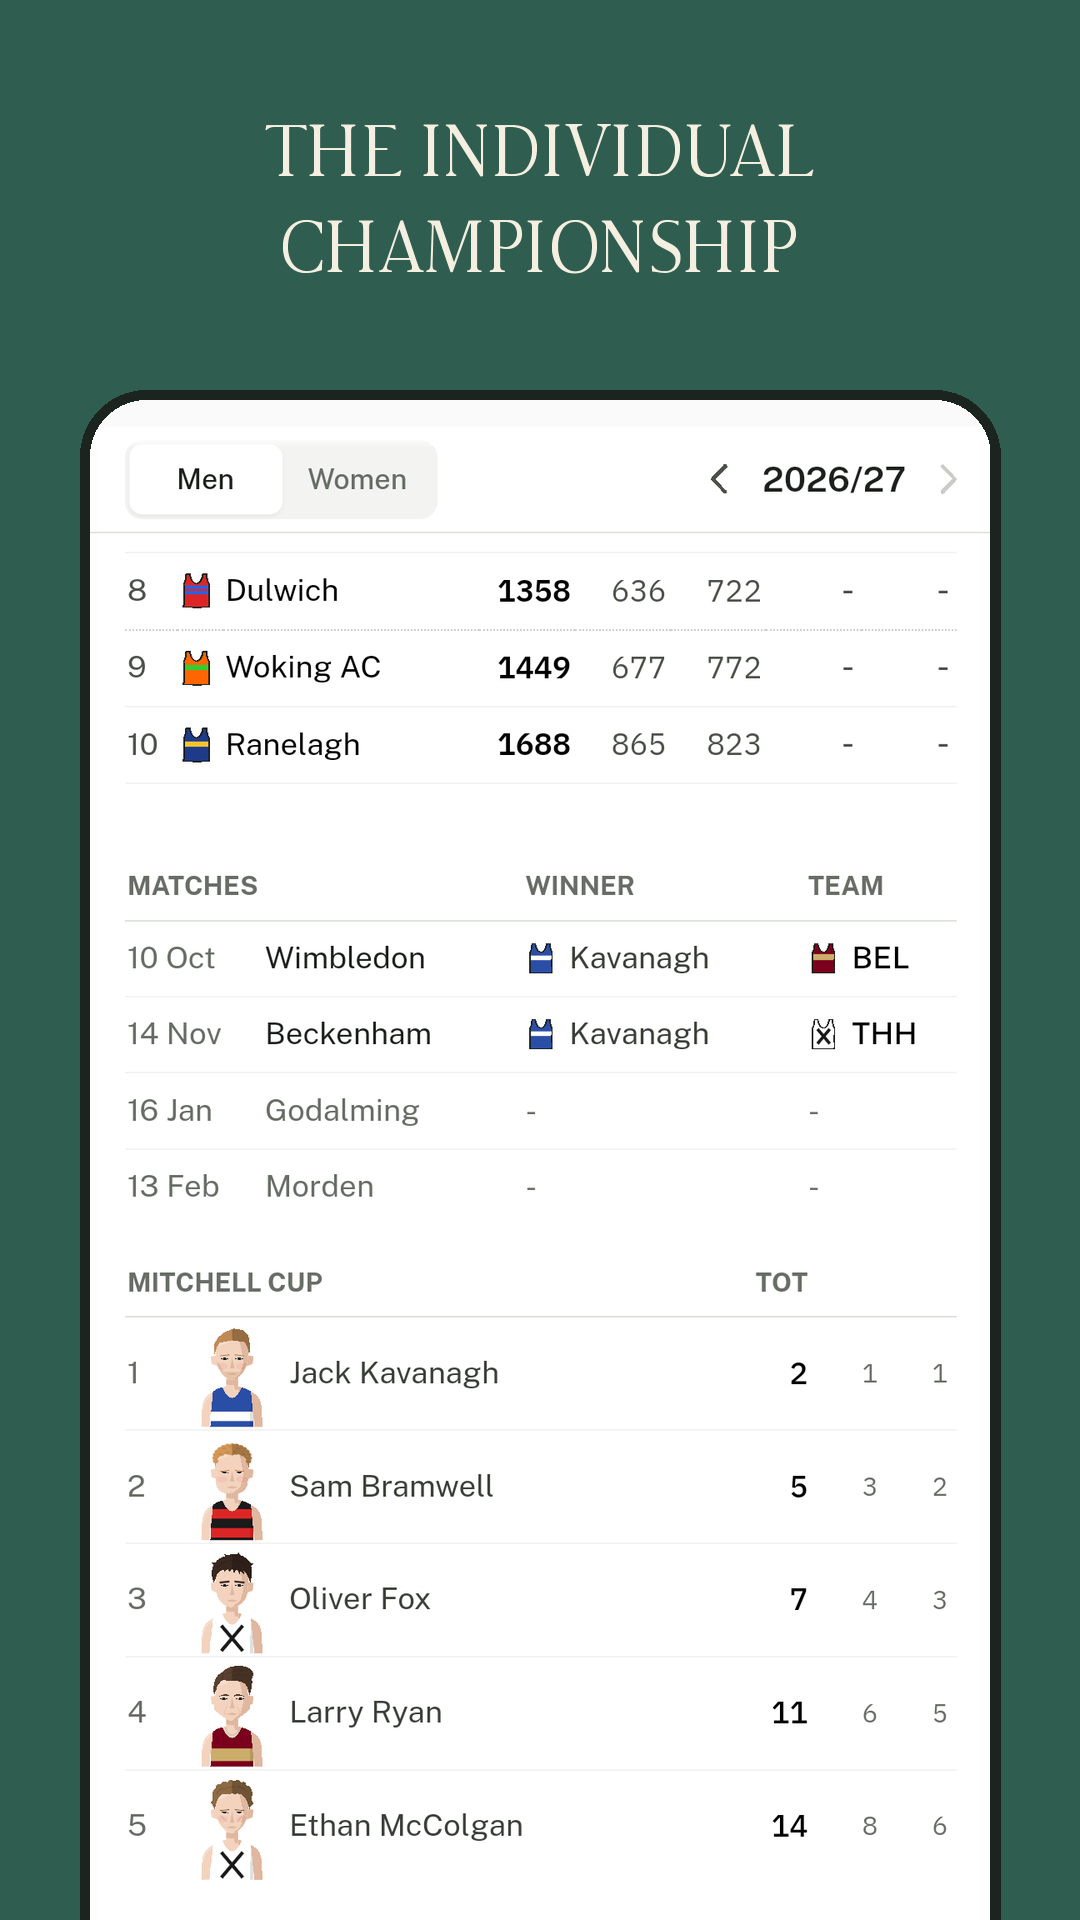 THE INDIVIDUAL
CHAMPIONSHIP
Men Women 2026/27
8 Dulwich 1358 636 722 - -
9 Woking AC 1449 677 772 - -
10 Ranelagh 1688 865 823 - -
MATCHES WINNER TEAM
10 Oct Wimbledon Kavanagh BEL
14 Nov Beckenham Kavanagh THH
16 Jan Godalming - -
13 Feb Morden - -
MITCHELL CUP TOT
1 Jack Kavanagh 2 1 1
2 Sam Bramwell 5 3 2
3 Oliver Fox 7 4 3
4 Larry Ryan 11 6 5
5 Ethan McColgan 14 8 6